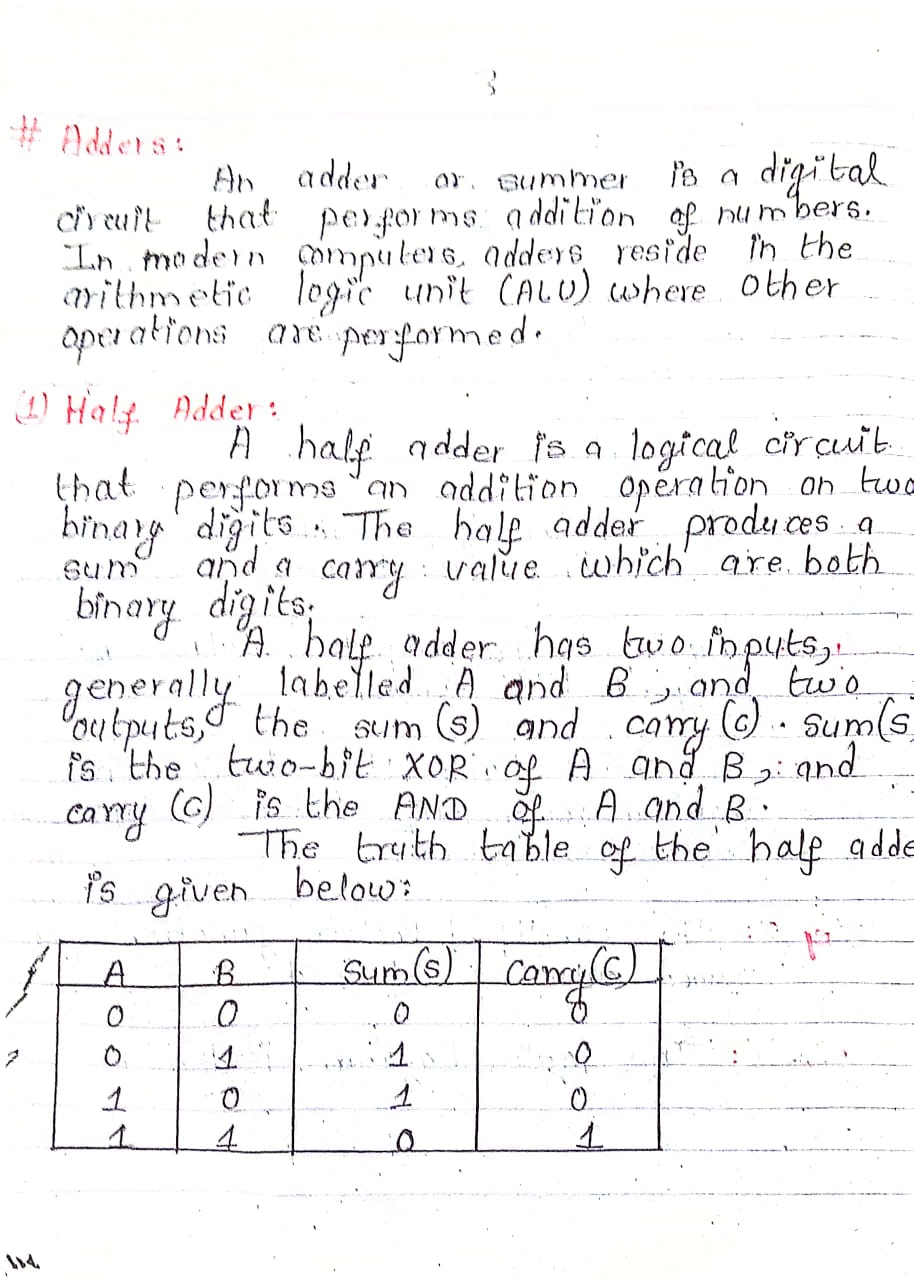 3
# Adders:
An adder or summer is a digital
circuit that performs addition of numbers.
In modern computers, adders reside in the
arithmetic logic unit (ALU) where other
operations are performed.
(1) Half Adder:
A half adder is a logical circuit
that performs an addition operation on two
binary digits. The half adder produces a
sum and a carry value which are both
binary digits.
A half adder has two inputs,
generally labelled A and B, and two
outputs, the sum (s) and carry (c). sum(s
is the two-bit XOR of A and B, and
carry (c) is the AND of A and B.
The truth table of the half adde
is given below:
A B Sum(s) Carry(C)
0 0 0 0
0 1 1 0
1 0 1 0
1 1 0 1